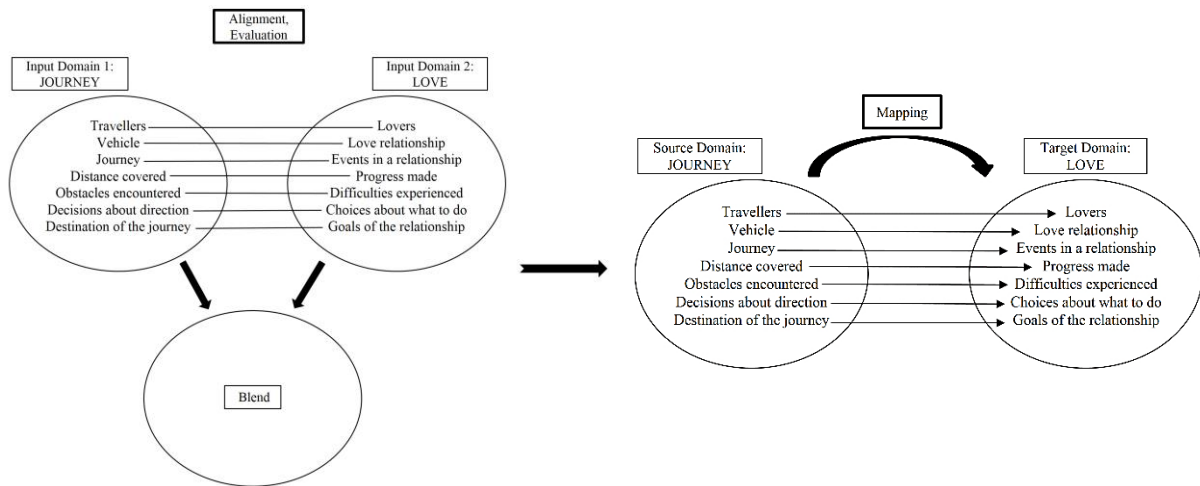 Alignment,
Evaluation
Input Domain 1:
JOURNEY
Input Domain 2:
LOVE
Travellers Lovers
Vehicle Love relationship
Journey Events in a relationship
Distance covered Progress made
Obstacles encountered Difficulties experienced
Decisions about direction Choices about what to do
Destination of the journey Goals of the relationship
Blend
Mapping
Source Domain:
JOURNEY
Target Domain:
LOVE
Travellers Lovers
Vehicle Love relationship
Journey Events in a relationship
Distance covered Progress made
Obstacles encountered Difficulties experienced
Decisions about direction Choices about what to do
Destination of the journey Goals of the relationship